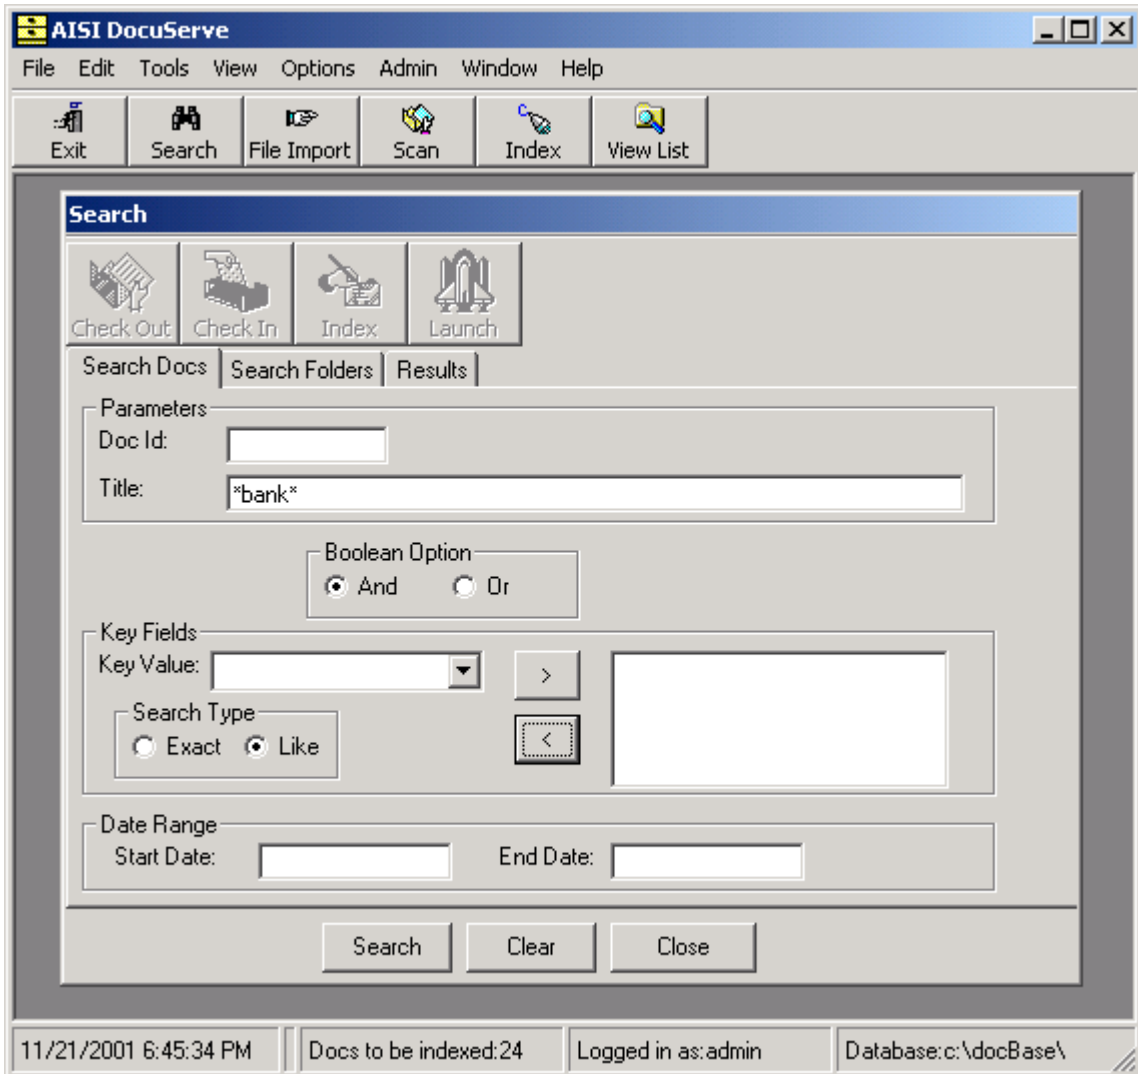 AISI DocuServe
File Edit Tools View Options Admin Window Help
Exit Search File Import Scan Index View List
Search
Check Out Check In Index Launch
Search Docs Search Folders Results
Parameters
Doc Id:
Title: *bank*
Boolean Option
And Or
Key Fields
Key Value: >
Search Type
Exact Like <
Date Range
Start Date: End Date:
Search Clear Close
11/21/2001 6:45:34 PM Docs to be indexed:24 Logged in as:admin Database:c:\docBase\